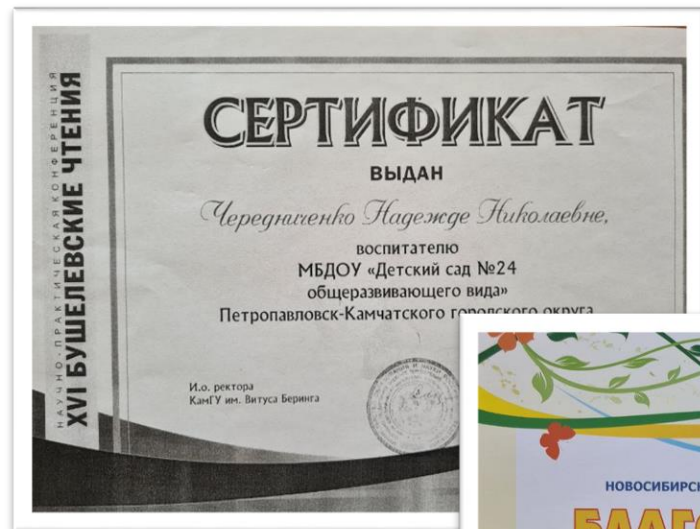 НАУЧНО-ПРАКТИЧЕСКАЯ КОНФЕРЕНЦИЯ
XVI БУШЕЛЕВСКИЕ ЧТЕНИЯ
СЕРТИФИКАТ
ВЫДАН
Чередниченко Надежде Николаевне,
воспитателю
МБДОУ «Детский сад №24
общеразвивающего вида»
Петропавловск-Камчатского городского округа
И.о. ректора
КамГУ им. Витуса Беринга